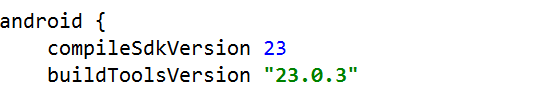 android {
    compileSdkVersion 23
    buildToolsVersion "23.0.3"